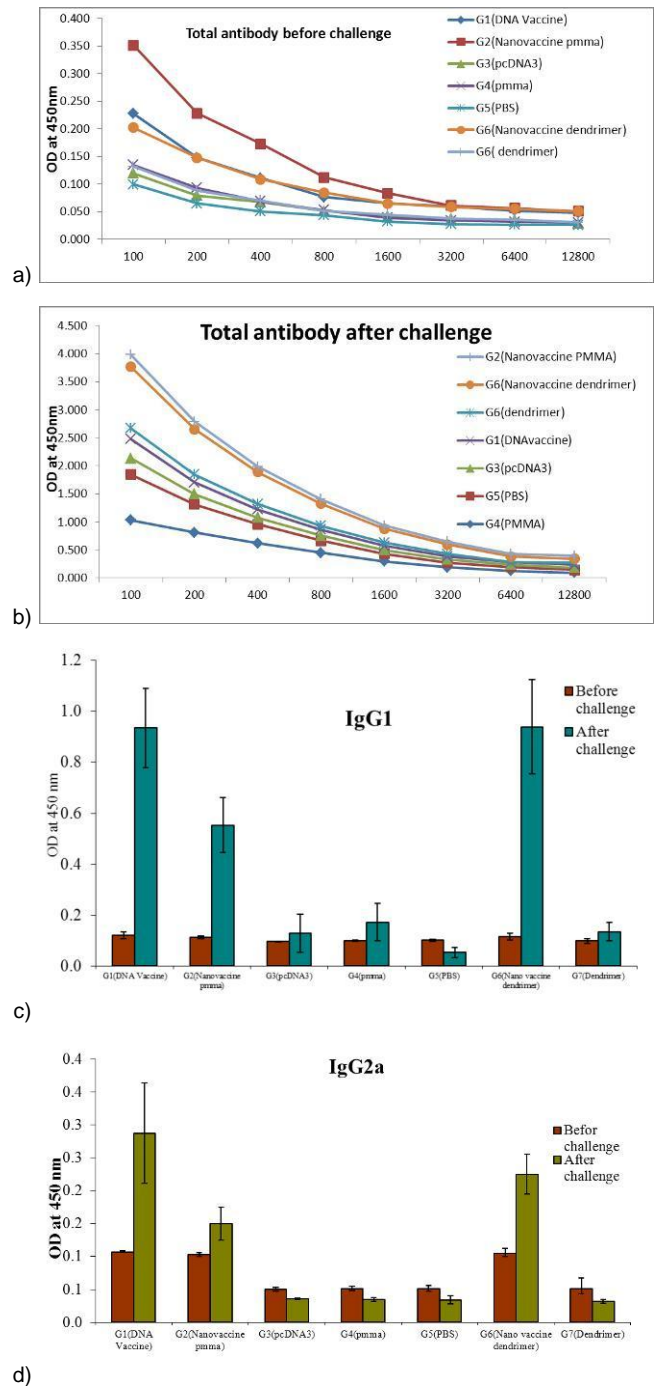 Total antibody before challenge
OD at 450nm
0.400
0.350
0.300
0.250
0.200
0.150
0.100
0.050
0.000
100 200 400 800 1600 3200 6400 12800
G1(DNA Vaccine)
G2(Nanovaccine pmma)
G3(pcDNA3)
G4(pmma)
G5(PBS)
G6(Nanovaccine dendrimer)
G6( dendrimer)
a)
Total antibody after challenge
OD at 450nm
4.500
4.000
3.500
3.000
2.500
2.000
1.500
1.000
0.500
0.000
100 200 400 800 1600 3200 6400 12800
G2(Nanovaccine PMMA)
G6(Nanovaccine dendrimer)
G6(dendrimer)
G1(DNAvaccine)
G3(pcDNA3)
G5(PBS)
G4(PMMA)
b)
IgG1
OD at 450 nm
1.2
1.0
0.8
0.6
0.4
0.2
0.0
Before
challenge
After
challenge
G1(DNA Vaccine) G2(Nanovaccine G3(pcDNA3) G4(pmma) G5(PBS) G6(Nano vaccine G7(Dendrimer)
pmma) dendrimer)
c)
IgG2a
OD at 450 nm
0.4
0.4
0.3
0.3
0.2
0.2
0.1
0.1
0.0
Befor
challenge
After
challenge
G1(DNA G2(Nanovaccine G3(pcDNA3) G4(pmma) G5(PBS) G6(Nano vaccine G7(Dendrimer)
Vaccine) pmma) dendrimer)
d)